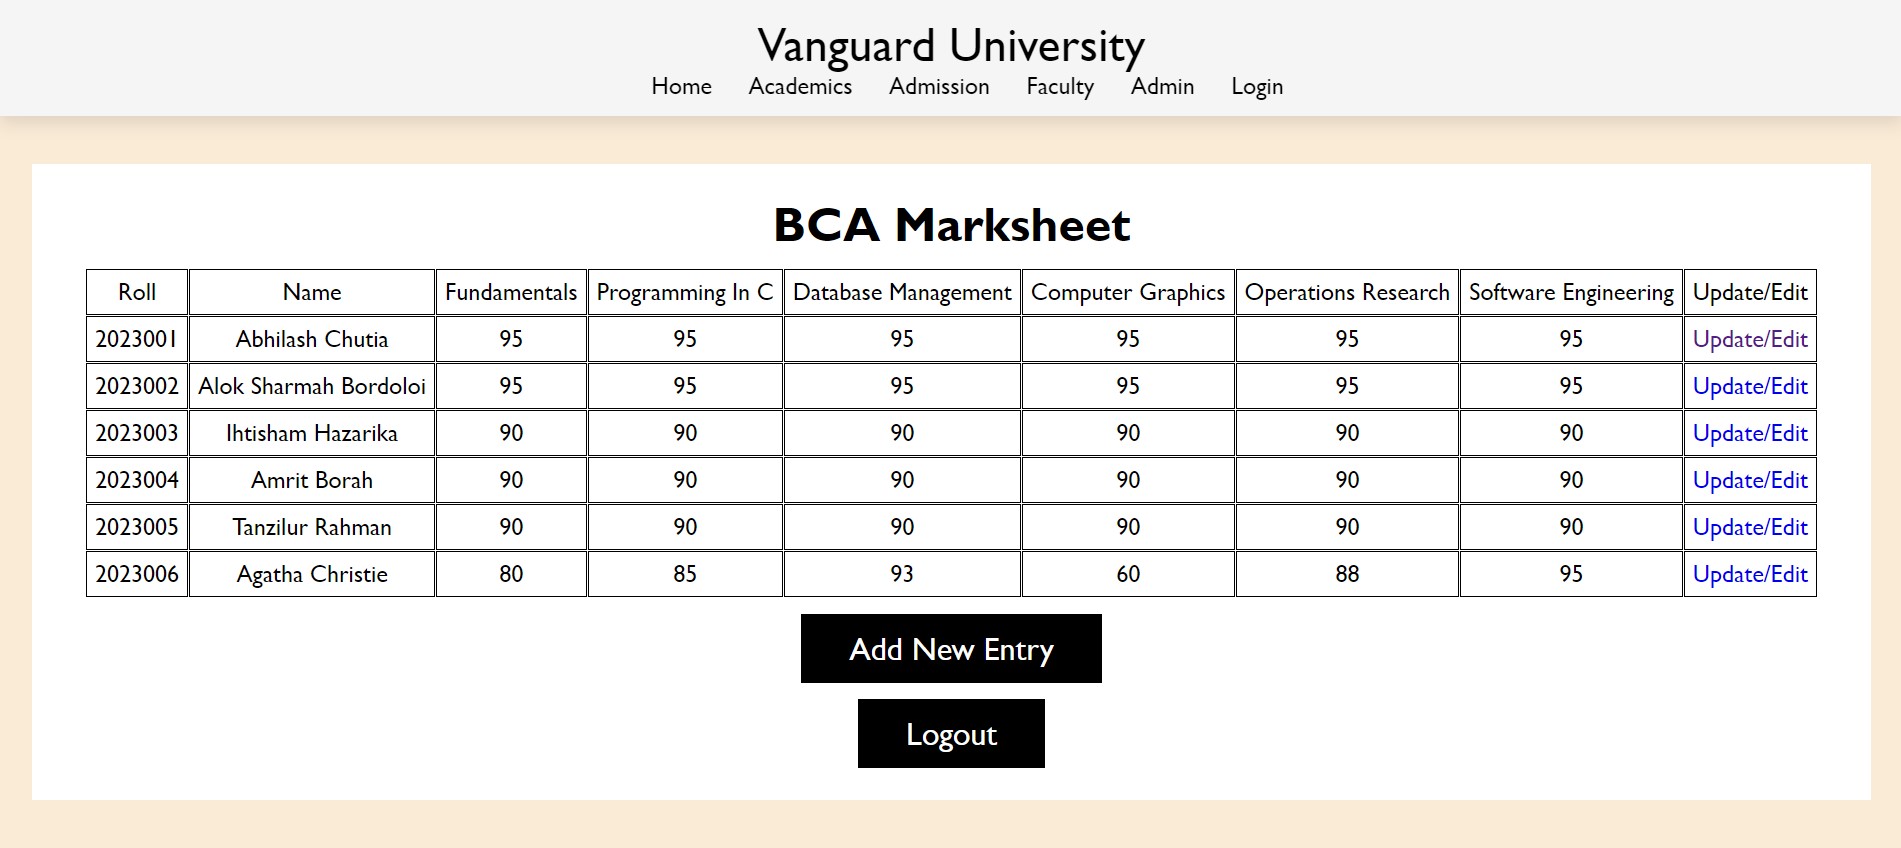 Vanguard University
Home Academics Admission Faculty Admin Login
BCA Marksheet
Roll Name Fundamentals Programming In C Database Management Computer Graphics Operations Research Software Engineering Update/Edit
2023001 Abhilash Chutia 95 95 95 95 95 95 Update/Edit
2023002 Alok Sharmah Bordoloi 95 95 95 95 95 95 Update/Edit
2023003 Ihtisham Hazarika 90 90 90 90 90 90 Update/Edit
2023004 Amrit Borah 90 90 90 90 90 90 Update/Edit
2023005 Tanzilur Rahman 90 90 90 90 90 90 Update/Edit
2023006 Agatha Christie 80 85 93 60 88 95 Update/Edit
Add New Entry
Logout